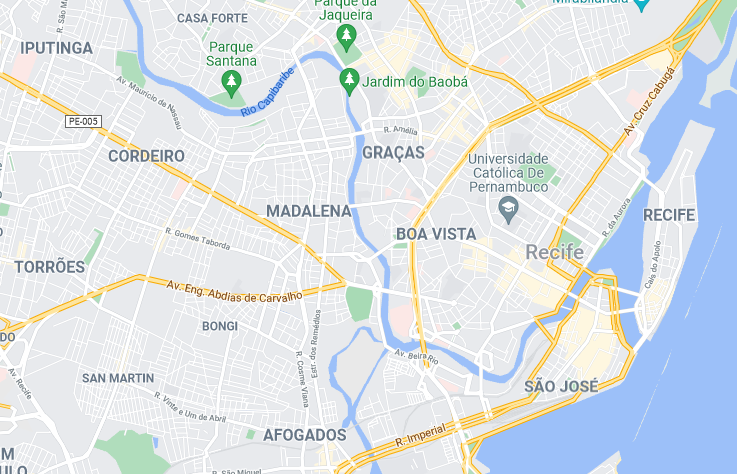 Mirabilândia
Parque da
Jaqueira
CASA FORTE
IPUTINGA
Parque
Santana
Jardim do Baobá
Rio Capibaribe
Av. Maurício de Nassau
Av. Cruz Cabugá
PE-005
R. Amélia
CORDEIRO
GRAÇAS
Universidade
Católica De
Pernambuco
MADALENA
RECIFE
R. da Aurora
BOA VISTA
R. Gomes Taborda
Recife
Cais do Apolo
TORRÕES
Av. Eng. Abdias de Carvalho
BONGI
Estr. dos Remédios
R. Cosme Viana
Av. Beira Rio
DO
Av. Recife
SAN MARTIN
SÃO JOSÉ
R. Vinte e Um de Abril
AFOGADOS
R. Imperial
M
ULO
R. São Miguel